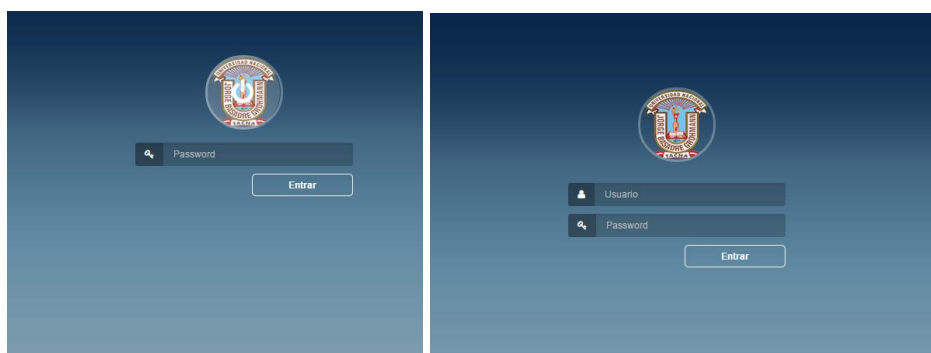 UNIVERSIDAD NACIONAL
JORGE BASADRE GROHMANN
TACNA
Password
Entrar
UNIVERSIDAD NACIONAL
JORGE BASADRE GROHMANN
TACNA
Usuario
Password
Entrar